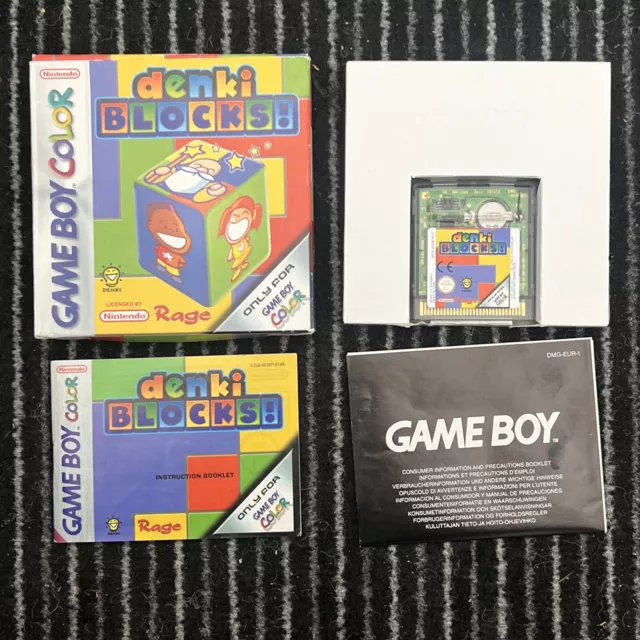 Nintendo
GAME BOY COLOR
denki
BLOCKS!
DENKI
LICENSED BY
Nintendo
Rage
ONLY FOR
GAME BOY
COLOR
denki
BLOCKS!
CE
Nintendo
GAME BOY COLOR
denki
BLOCKS!
INSTRUCTION BOOKLET
DENKI
Rage
ONLY FOR
GAME BOY
COLOR
DMG-EUR-I
GAME BOY
TM
CONSUMER INFORMATION AND PRECAUTIONS BOOKLET
INFORMATIONS ET PRECAUTIONS D'EMPLOI
VERBRAUCHERINFORMATION UND ANDERE WICHTIGE HINWEISE
OPUSCOLO DI AVVERTENZE E INFORMAZIONI PER L'UTENTE
INFORMACION AL CONSUMIDOR Y MANUAL DE PRECAUCIONES
CONSUMENTENINFORMATIE EN WAARSCHUWINGEN
KONSUMENTINFORMATION OCH SKÖTSELANVISNINGAR
FORBRUGERINFORMATION OG FORHOLDSREGLER
KULUTTAJAN TIETO-JA HOITO-OHJEVIHKO